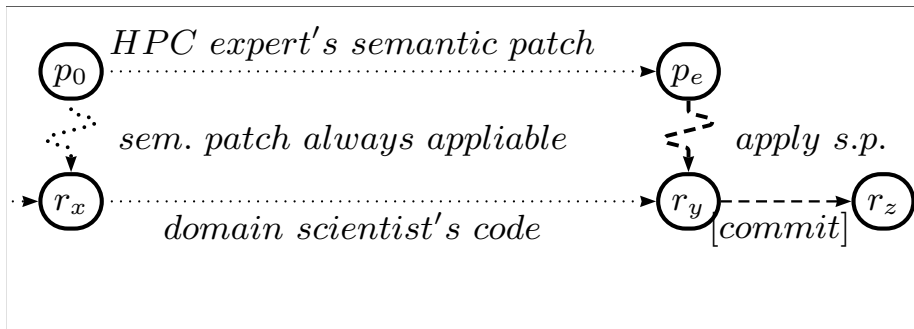 HPC expert's semantic patch
p0 pe
sem. patch always appliable apply s.p.
rx ry rz
domain scientist's code [commit]